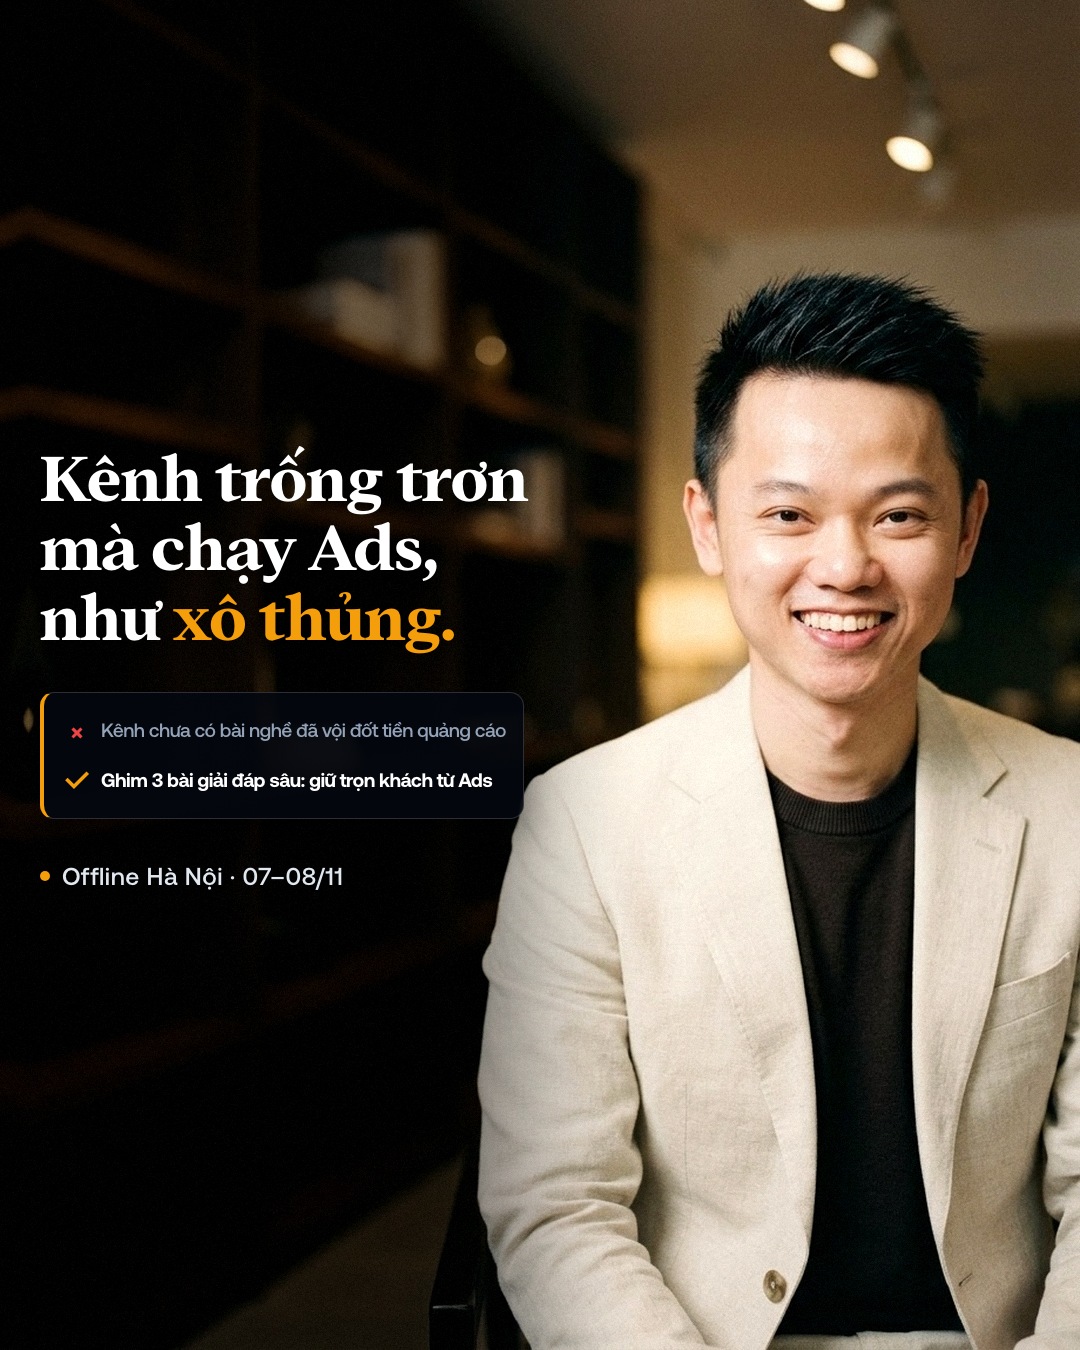 Kênh trống trơn
mà chạy Ads,
như xô thủng.
Kênh chưa có bài nghề đã vội đốt tiền quảng cáo
Ghim 3 bài giải đáp sâu: giữ trọn khách từ Ads
Offline Hà Nội · 07–08/11